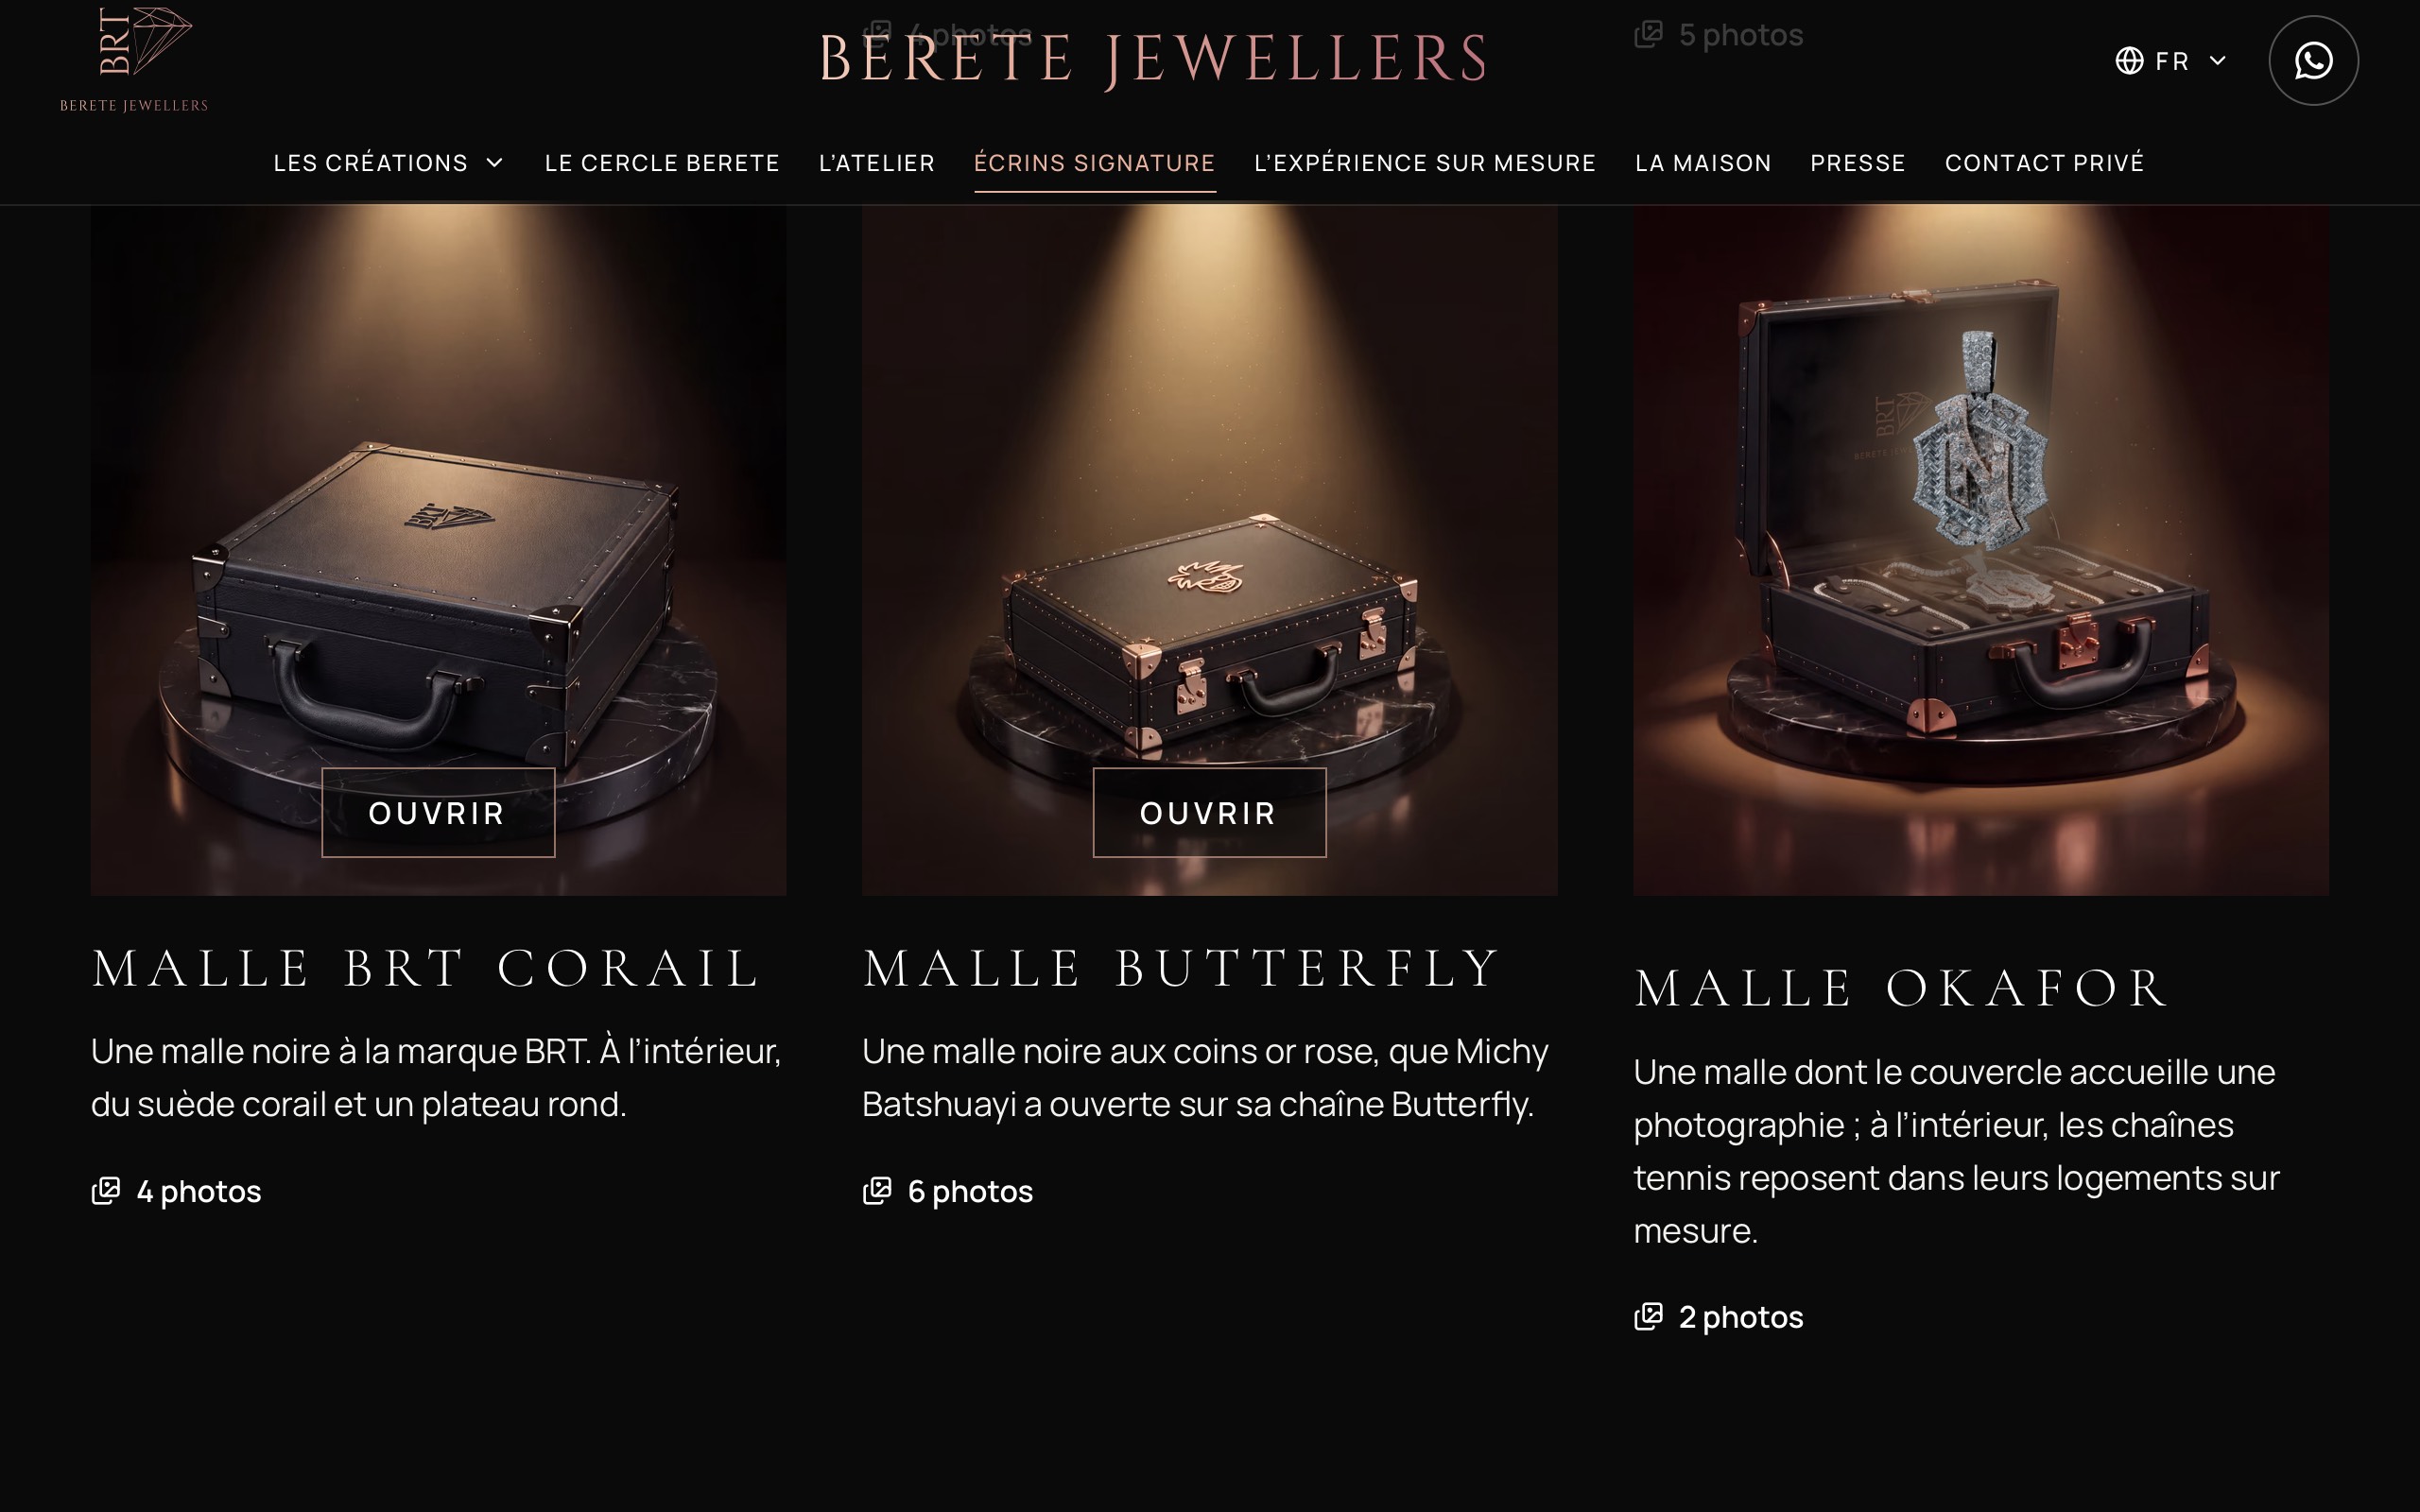 BRT
BERETE JEWELLERS
4 photos
BERETE JEWELLERS
5 photos
FR
LES CRÉATIONS
LE CERCLE BERETE
L’ATELIER
ÉCRINS SIGNATURE
L’EXPÉRIENCE SUR MESURE
LA MAISON
PRESSE
CONTACT PRIVÉ
BRT
BRT
N
OUVRIR
OUVRIR
MALLE BRT CORAIL
Une malle noire à la marque BRT. À l’intérieur,
du suède corail et un plateau rond.
4 photos
MALLE BUTTERFLY
Une malle noire aux coins or rose, que Michy
Batshuayi a ouverte sur sa chaîne Butterfly.
6 photos
MALLE OKAFOR
Une malle dont le couvercle accueille une
photographie ; à l’intérieur, les chaînes
tennis reposent dans leurs logements sur
mesure.
2 photos